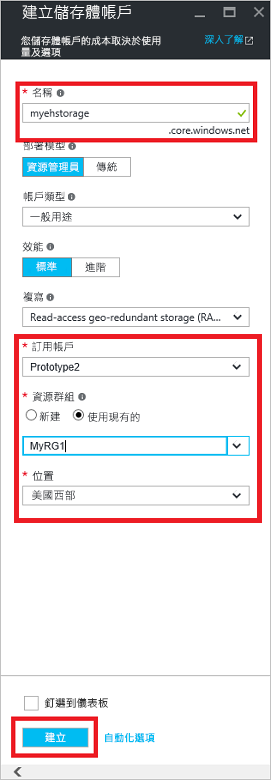 建立儲存體帳戶
您儲存體帳戶的成本取決於使用 深入了解
量及選項
* 名稱
myehstorage
.core.windows.net
部署模型
資源管理員 傳統
帳戶類型
一般用途
效能
標準 進階
複寫
Read-access geo-redundant storage (RA...
* 訂用帳戶
Prototype2
* 資源群組
新建 使用現有的
MyRG1
* 位置
美國西部
釘選到儀表板
建立 自動化選項